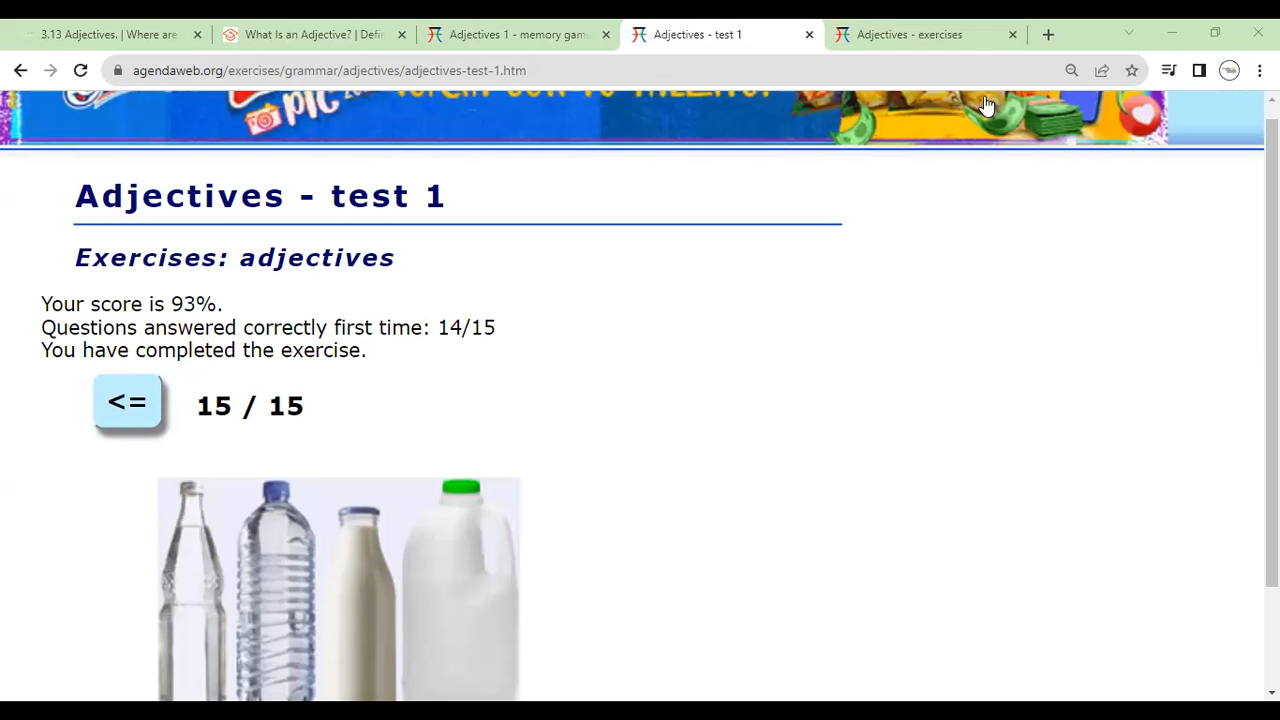 3.13 Adjectives. | Where are
What Is an Adjective? | Defin
Adjectives 1 - memory game
Adjectives - test 1
Adjectives - exercises
agendaweb.org/exercises/grammar/adjectives/adjectives-test-1.htm
Adjectives - test 1
Exercises: adjectives
Your score is 93%.
Questions answered correctly first time: 14/15
You have completed the exercise.
<= 15 / 15